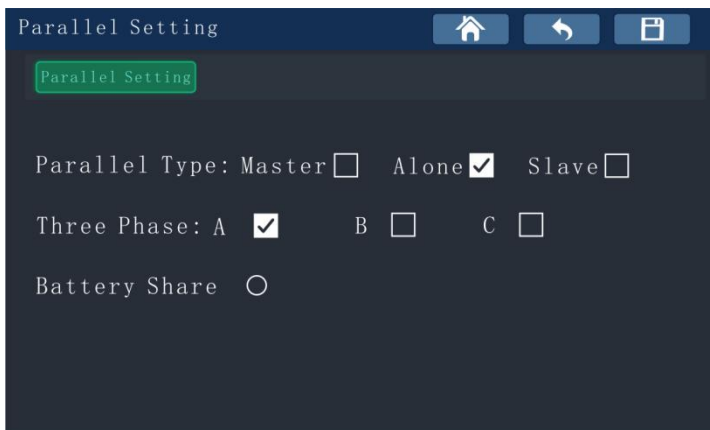 Parallel Setting
Parallel Setting
Parallel Type: Master Alone Slave
Three Phase: A B C
Battery Share